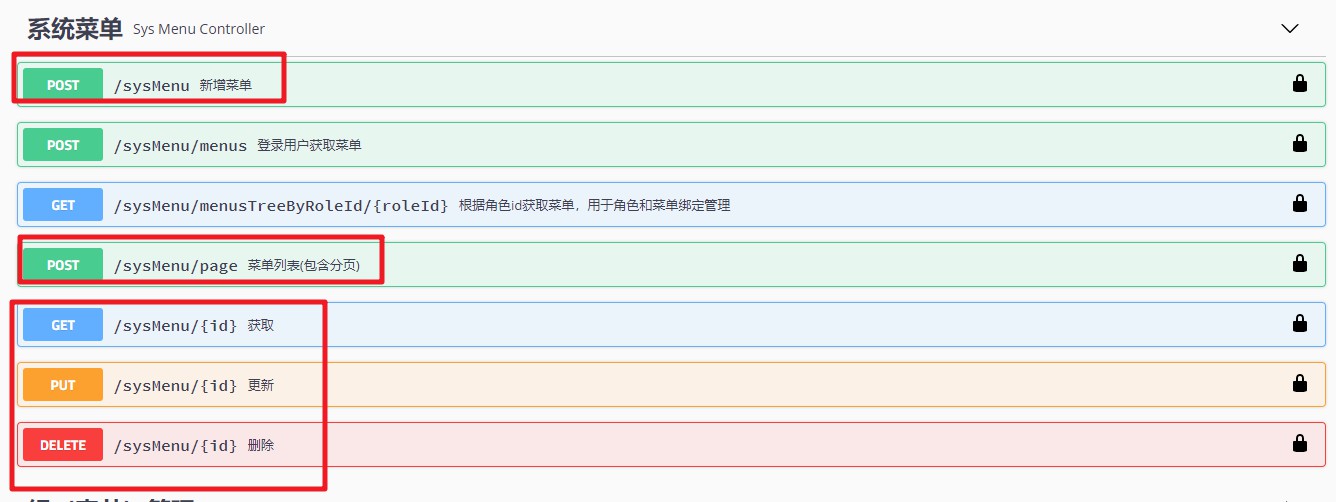 系统菜单 Sys Menu Controller
POST /sysMenu 新增菜单
POST /sysMenu/menus 登录用户获取菜单
GET /sysMenu/menusTreeByRoleId/{roleId} 根据角色id获取菜单，用于角色和菜单绑定管理
POST /sysMenu/page 菜单列表(包含分页)
GET /sysMenu/{id} 获取
PUT /sysMenu/{id} 更新
DELETE /sysMenu/{id} 删除